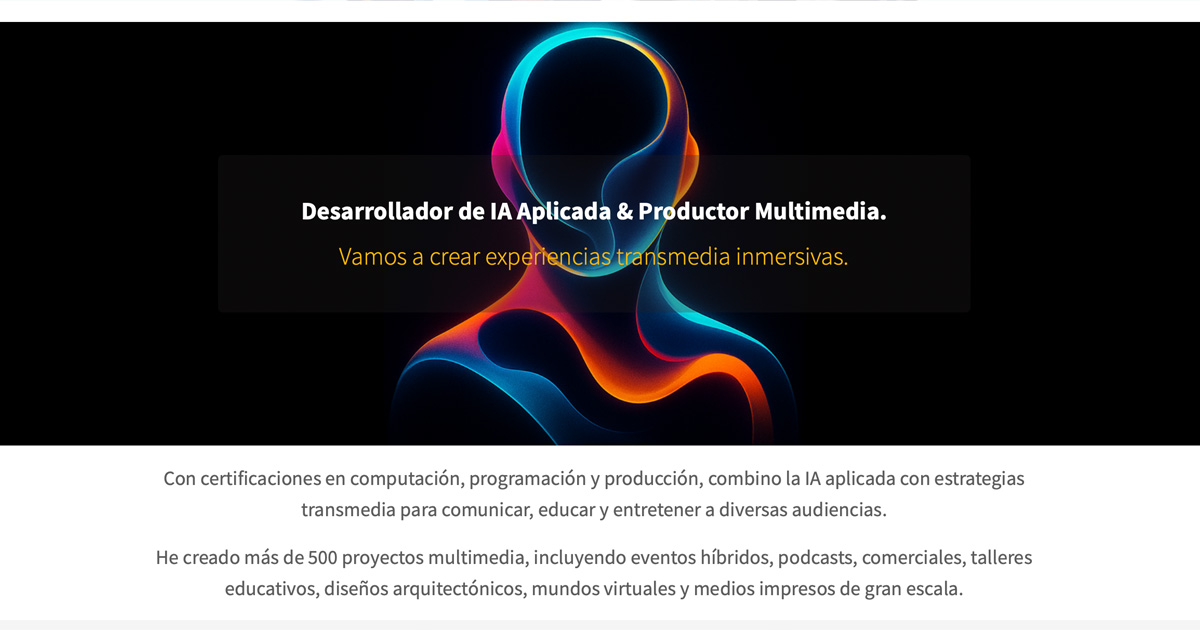 Desarrollador de IA Aplicada & Productor Multimedia.
Vamos a crear experiencias transmedia inmersivas.
Con certificaciones en computación, programación y producción, combino la IA aplicada con estrategias
transmedia para comunicar, educar y entretener a diversas audiencias.
He creado más de 500 proyectos multimedia, incluyendo eventos híbridos, podcasts, comerciales, talleres
educativos, diseños arquitectónicos, mundos virtuales y medios impresos de gran escala.